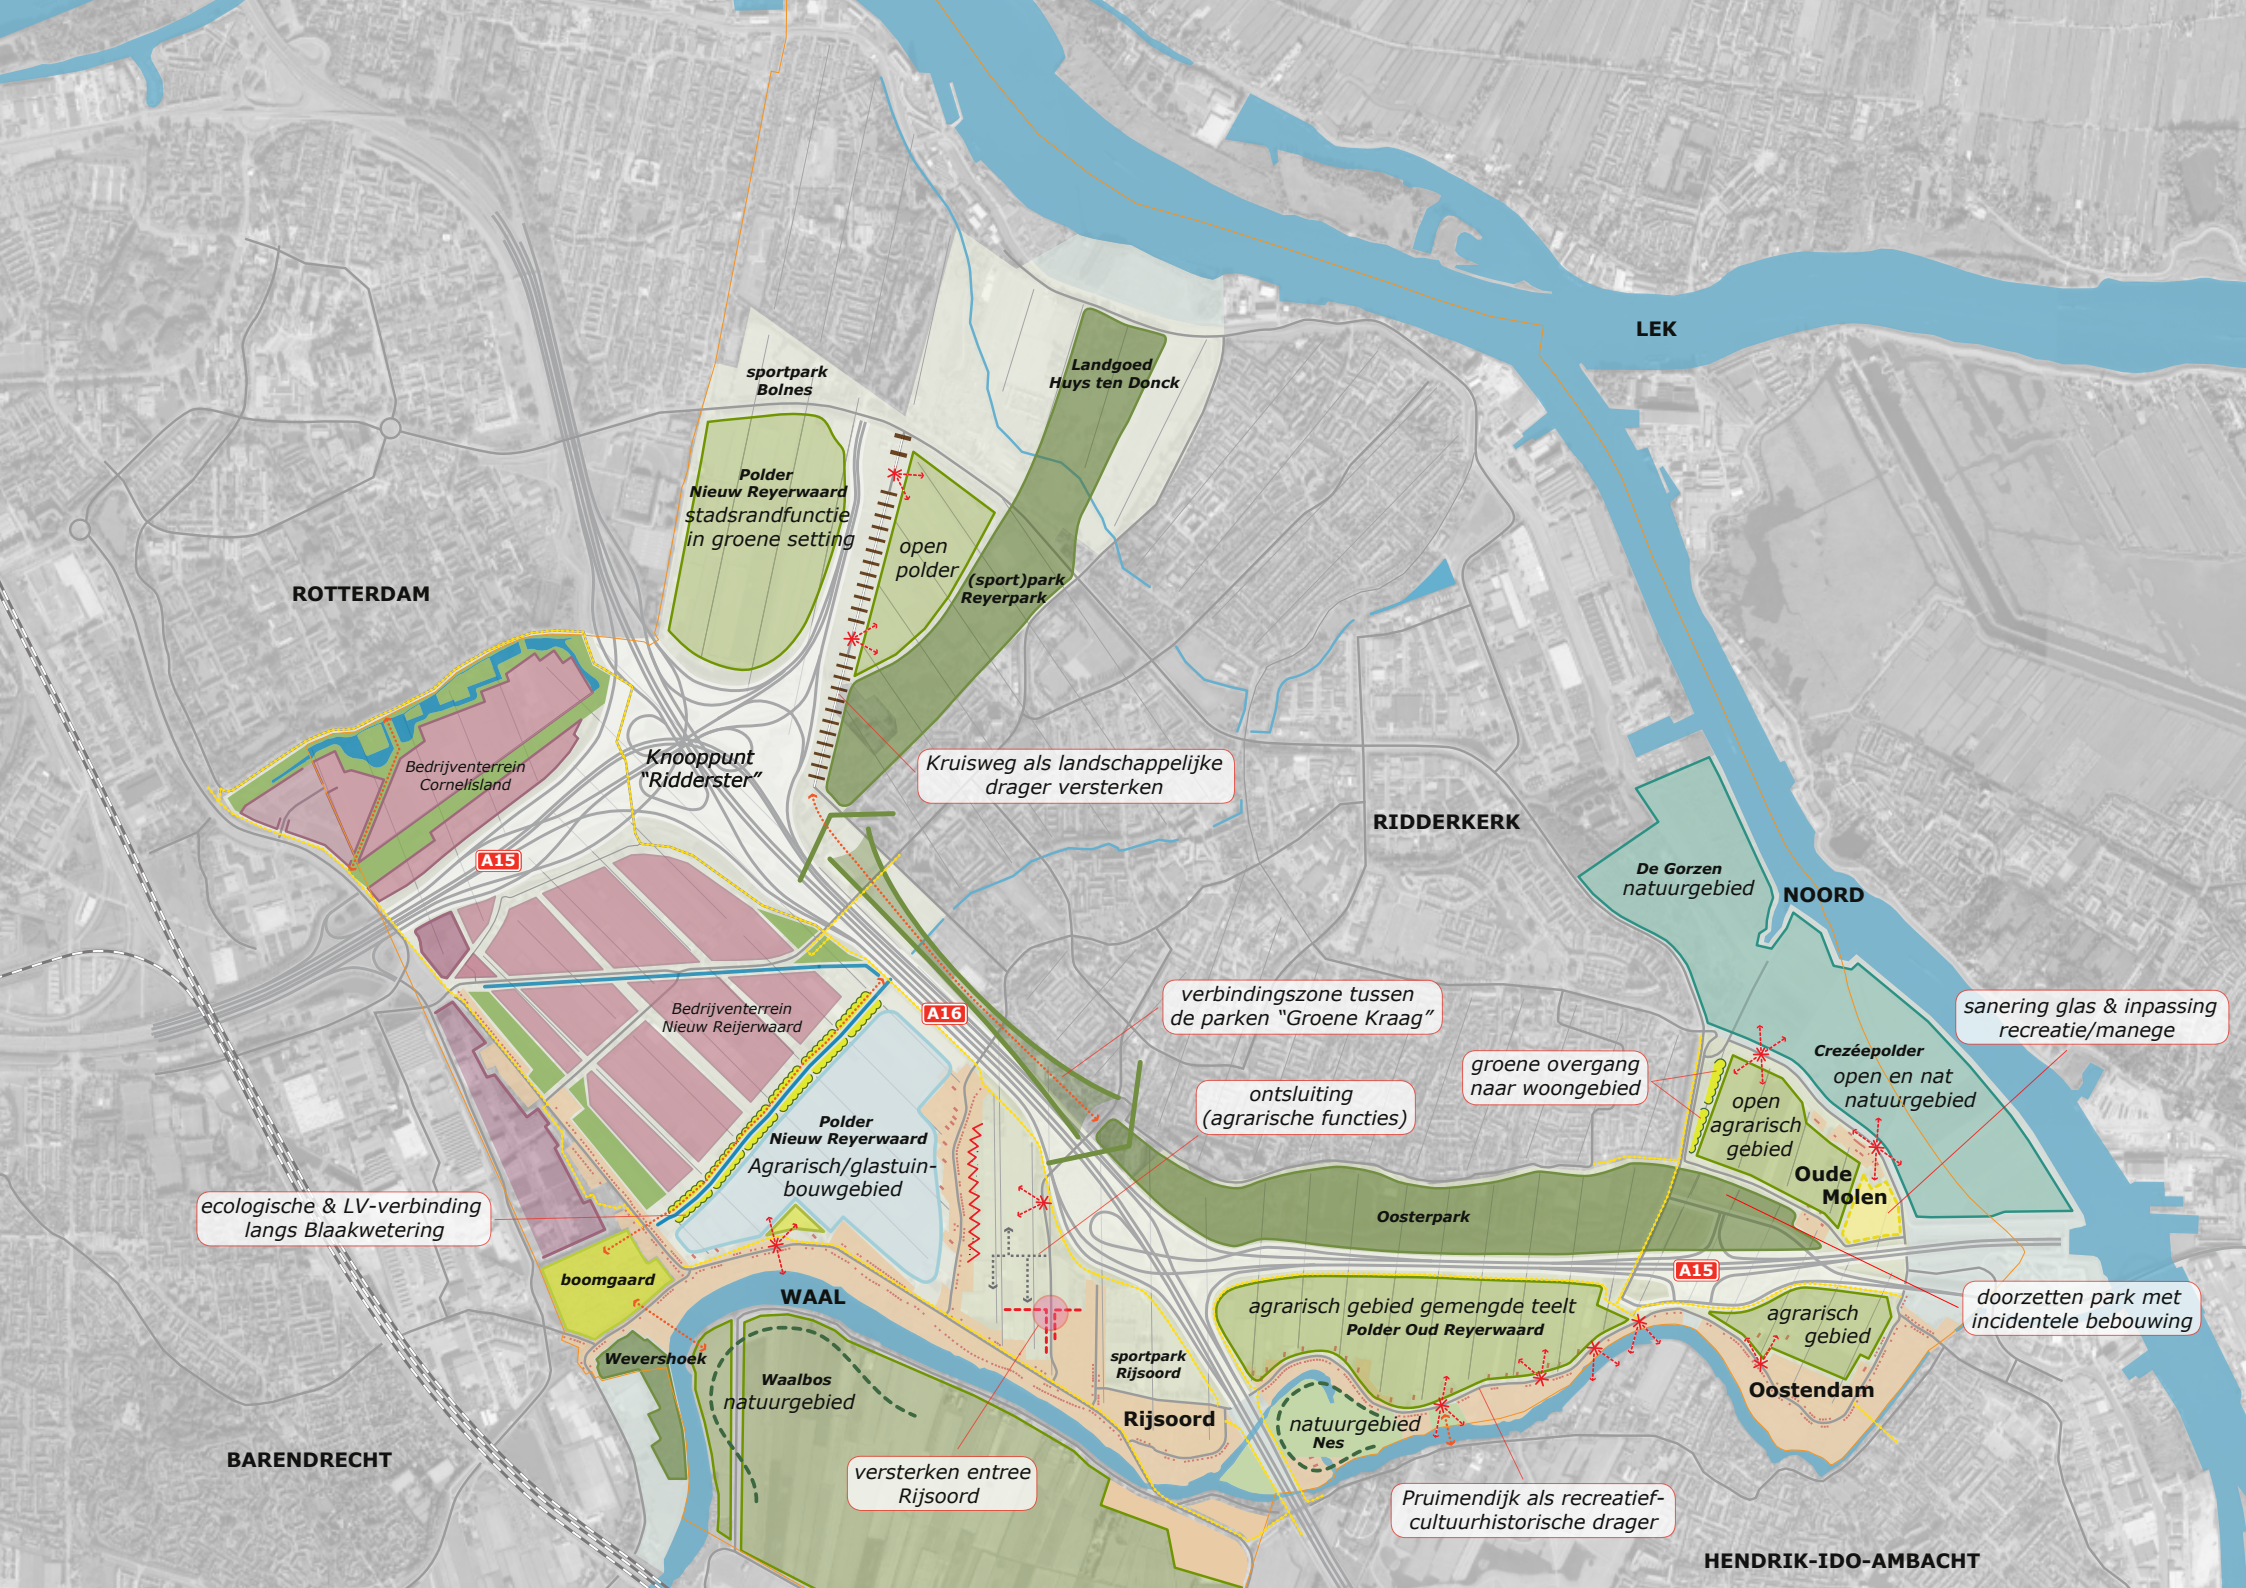 LEK
sportpark
Bolnes
Landgoed
Huys ten Donck
Polder
Nieuw Reyerwaard
stadsrandfunctie
in groene setting
open
polder
(sport)park
Reyerpark
ROTTERDAM
Knooppunt
“Ridderster”
Bedrijventerrein
Cornelisland
Kruisweg als landschappelijke
drager versterken
RIDDERKERK
A15
De Gorzen
natuurgebied
NOORD
verbindingszone tussen
de parken “Groene Kraag”
A16
Bedrijventerrein
Nieuw Reijerwaard
sanering glas & inpassing
recreatie/manege
groene overgang
naar woongebied
Crezéepolder
open en nat
natuurgebied
ontsluiting
(agrarische functies)
open
agrarisch
gebied
Polder
Nieuw Reyerwaard
Agrarisch/glastuin-
bouwgebied
Oude
Molen
ecologische & LV-verbinding
langs Blaakwetering
Oosterpark
A15
boomgaard
WAAL
agrarisch gebied gemengde teelt
Polder Oud Reyerwaard
agrarisch
gebied
doorzetten park met
incidentele bebouwing
Wevershoek
Waalbos
natuurgebied
sportpark
Rijsoord
Oostendam
Rijsoord
natuurgebied
Nes
BARENDRECHT
versterken entree
Rijsoord
Pruimendijk als recreatief-
cultuurhistorische drager
HENDRIK-IDO-AMBACHT